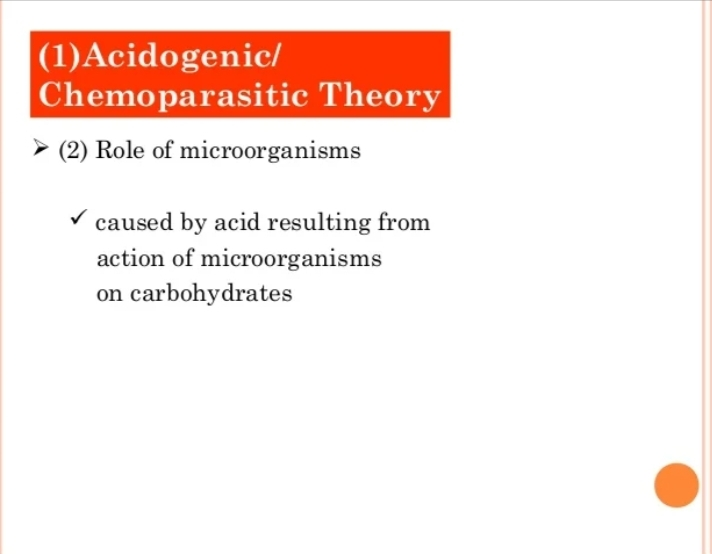 (1)Acidogenic/
Chemoparasitic Theory
(2) Role of microorganisms
caused by acid resulting from
action of microorganisms
on carbohydrates